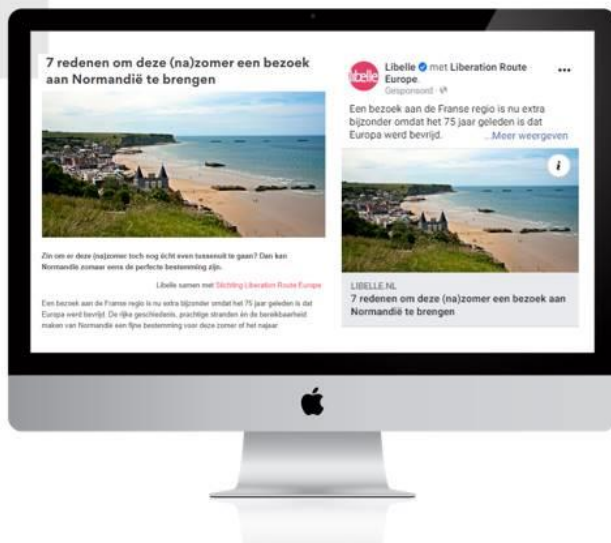 7 redenen om deze (na)zomer een bezoek
aan Normandië te brengen
Zin om er deze (na)zomer toch nog écht even tussenuit te gaan? Dan kan
Normandië zomaar eens de perfecte bestemming zijn.
Libelle samen met Stichting Liberation Route Europe
Een bezoek aan de Franse regio is nu extra bijzonder omdat het 75 jaar geleden is dat
Europa werd bevrijd. De rijke geschiedenis, prachtige stranden én de bereikbaarheid
maken van Normandië een fijne bestemming voor deze zomer of het najaar
libelle
Libelle met Liberation Route
Europe.
Gesponsord
Een bezoek aan de Franse regio is nu extra
bijzonder omdat het 75 jaar geleden is dat
Europa werd bevrijd. ...Meer weergeven
i
LIBELLE.NL
7 redenen om deze (na)zomer een bezoek aan
Normandië te brengen